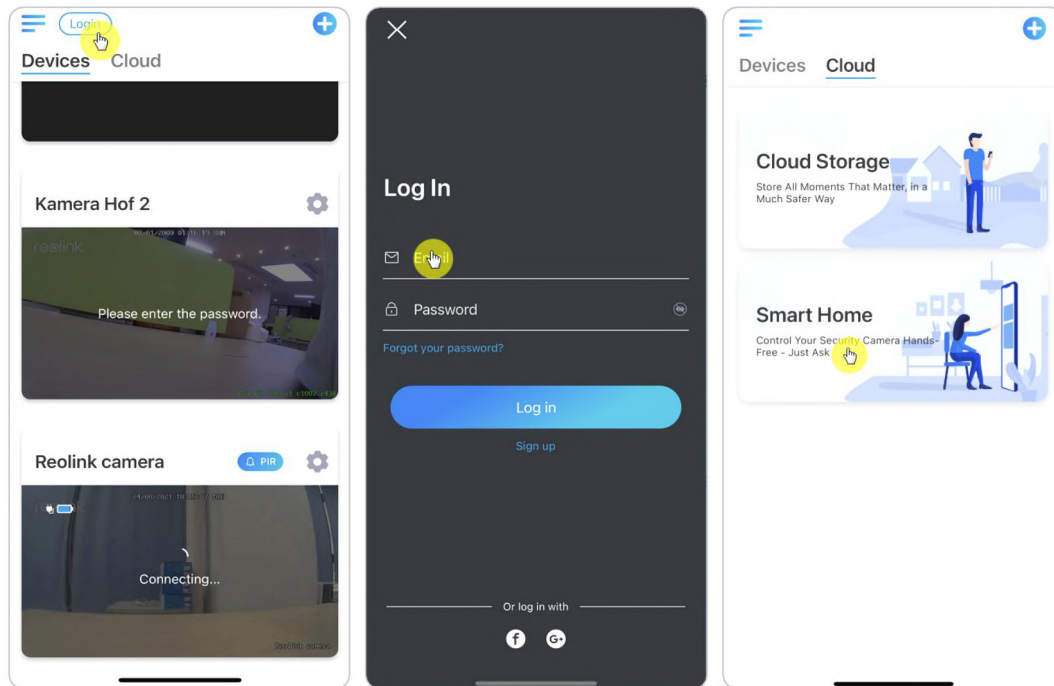 Login
Devices Cloud
Kamera Hof 2
reolink
Please enter the password.
Reolink camera
PIR
Connecting...
Reolink camera
Log In
Email
Password
Forgot your password?
Log in
Sign up
Or log in with
f G+
Devices Cloud
Cloud Storage
Store All Moments That Matter, in a
Much Safer Way
Smart Home
Control Your Security Camera Hands-
Free - Just Ask